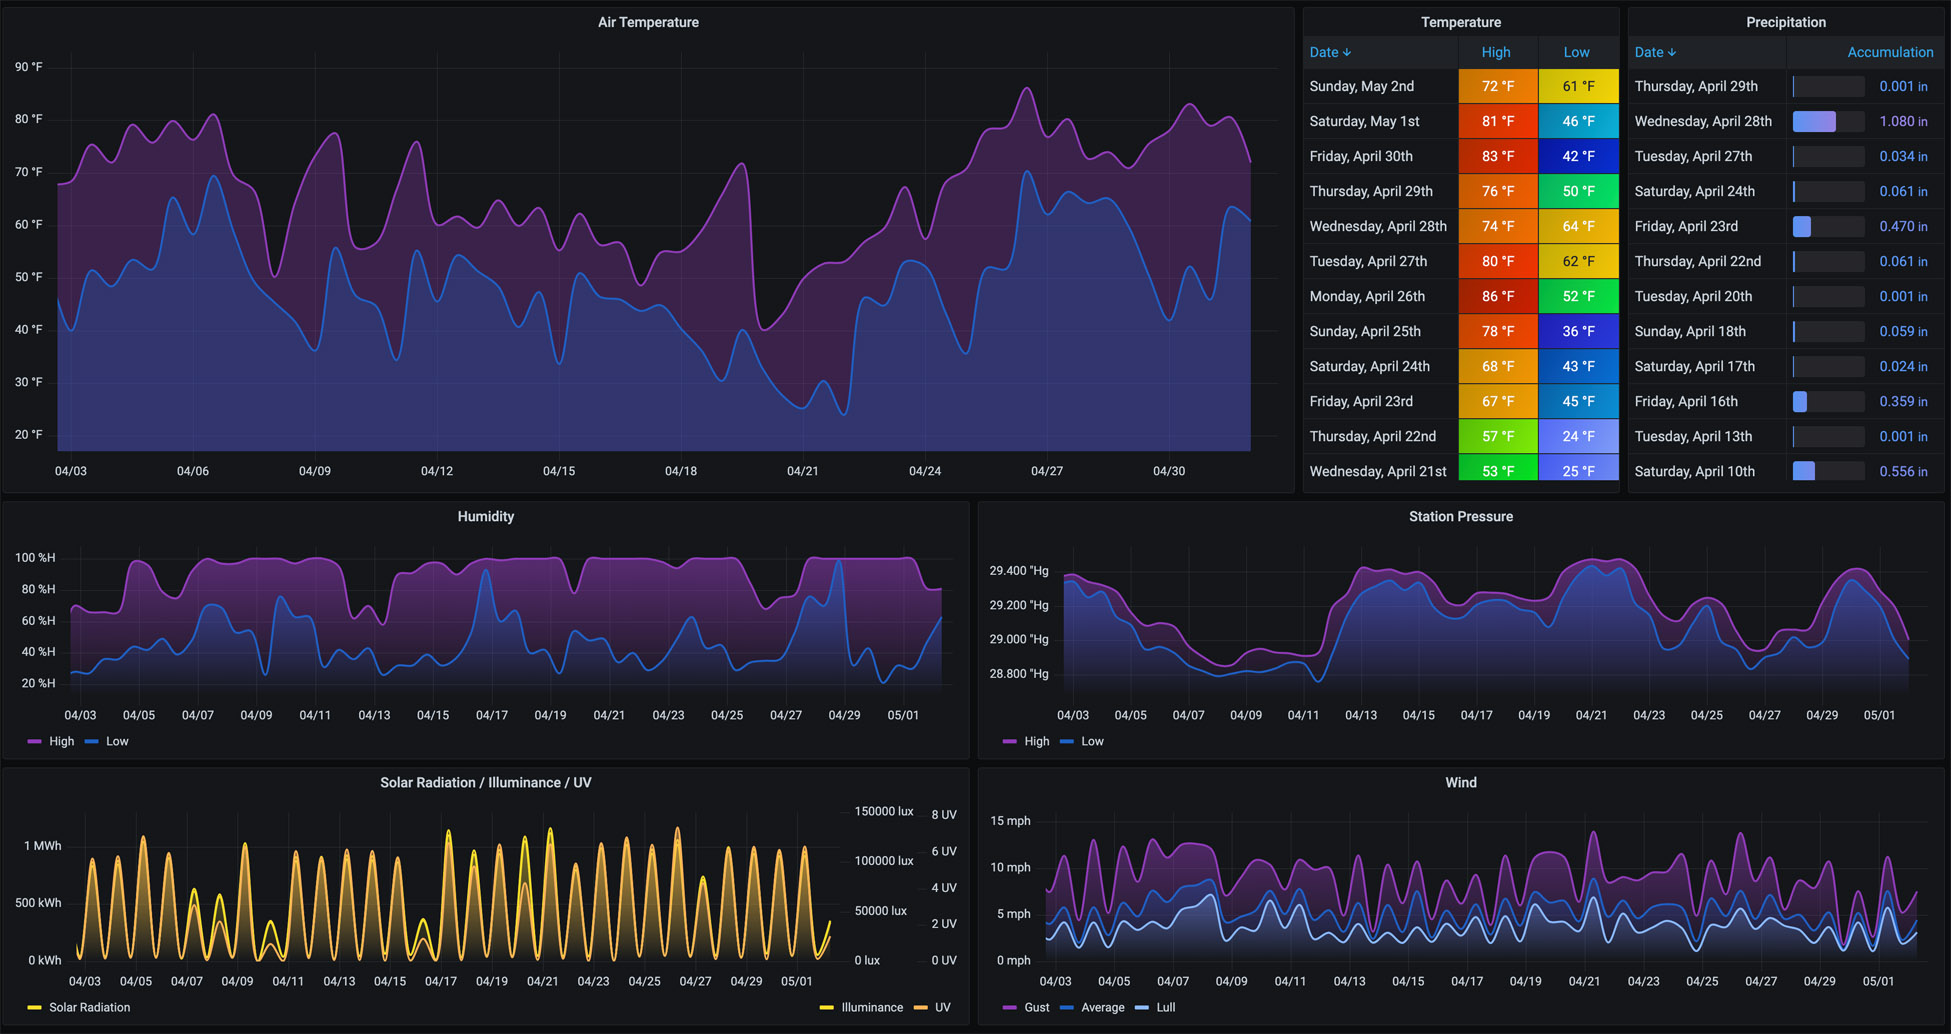 Air Temperature
90 °F
80 °F
70 °F
60 °F
50 °F
40 °F
30 °F
20 °F
04/03 04/06 04/09 04/12 04/15 04/18 04/21 04/24 04/27 04/30
Temperature
Date ↓ High Low
Sunday, May 2nd 72 °F 61 °F
Saturday, May 1st 81 °F 46 °F
Friday, April 30th 83 °F 42 °F
Thursday, April 29th 76 °F 50 °F
Wednesday, April 28th 74 °F 64 °F
Tuesday, April 27th 80 °F 62 °F
Monday, April 26th 86 °F 52 °F
Sunday, April 25th 78 °F 36 °F
Saturday, April 24th 68 °F 43 °F
Friday, April 23rd 67 °F 45 °F
Thursday, April 22nd 57 °F 24 °F
Wednesday, April 21st 53 °F 25 °F
Precipitation
Date ↓ Accumulation
Thursday, April 29th 0.001 in
Wednesday, April 28th 1.080 in
Tuesday, April 27th 0.034 in
Saturday, April 24th 0.061 in
Friday, April 23rd 0.470 in
Thursday, April 22nd 0.061 in
Tuesday, April 20th 0.001 in
Sunday, April 18th 0.059 in
Saturday, April 17th 0.024 in
Friday, April 16th 0.359 in
Tuesday, April 13th 0.001 in
Saturday, April 10th 0.556 in
Humidity
100 %H
80 %H
60 %H
40 %H
20 %H
04/03 04/05 04/07 04/09 04/11 04/13 04/15 04/17 04/19 04/21 04/23 04/25 04/27 04/29 05/01
High Low
Station Pressure
29.400 "Hg
29.200 "Hg
29.000 "Hg
28.800 "Hg
04/03 04/05 04/07 04/09 04/11 04/13 04/15 04/17 04/19 04/21 04/23 04/25 04/27 04/29 05/01
High Low
Solar Radiation / Illuminance / UV
1 MWh
500 kWh
0 kWh
150000 lux
100000 lux
50000 lux
0 lux
8 UV
6 UV
4 UV
2 UV
0 UV
04/03 04/05 04/07 04/09 04/11 04/13 04/15 04/17 04/19 04/21 04/23 04/25 04/27 04/29 05/01
Solar Radiation Illuminance UV
Wind
15 mph
10 mph
5 mph
0 mph
04/03 04/05 04/07 04/09 04/11 04/13 04/15 04/17 04/19 04/21 04/23 04/25 04/27 04/29 05/01
Gust Average Lull